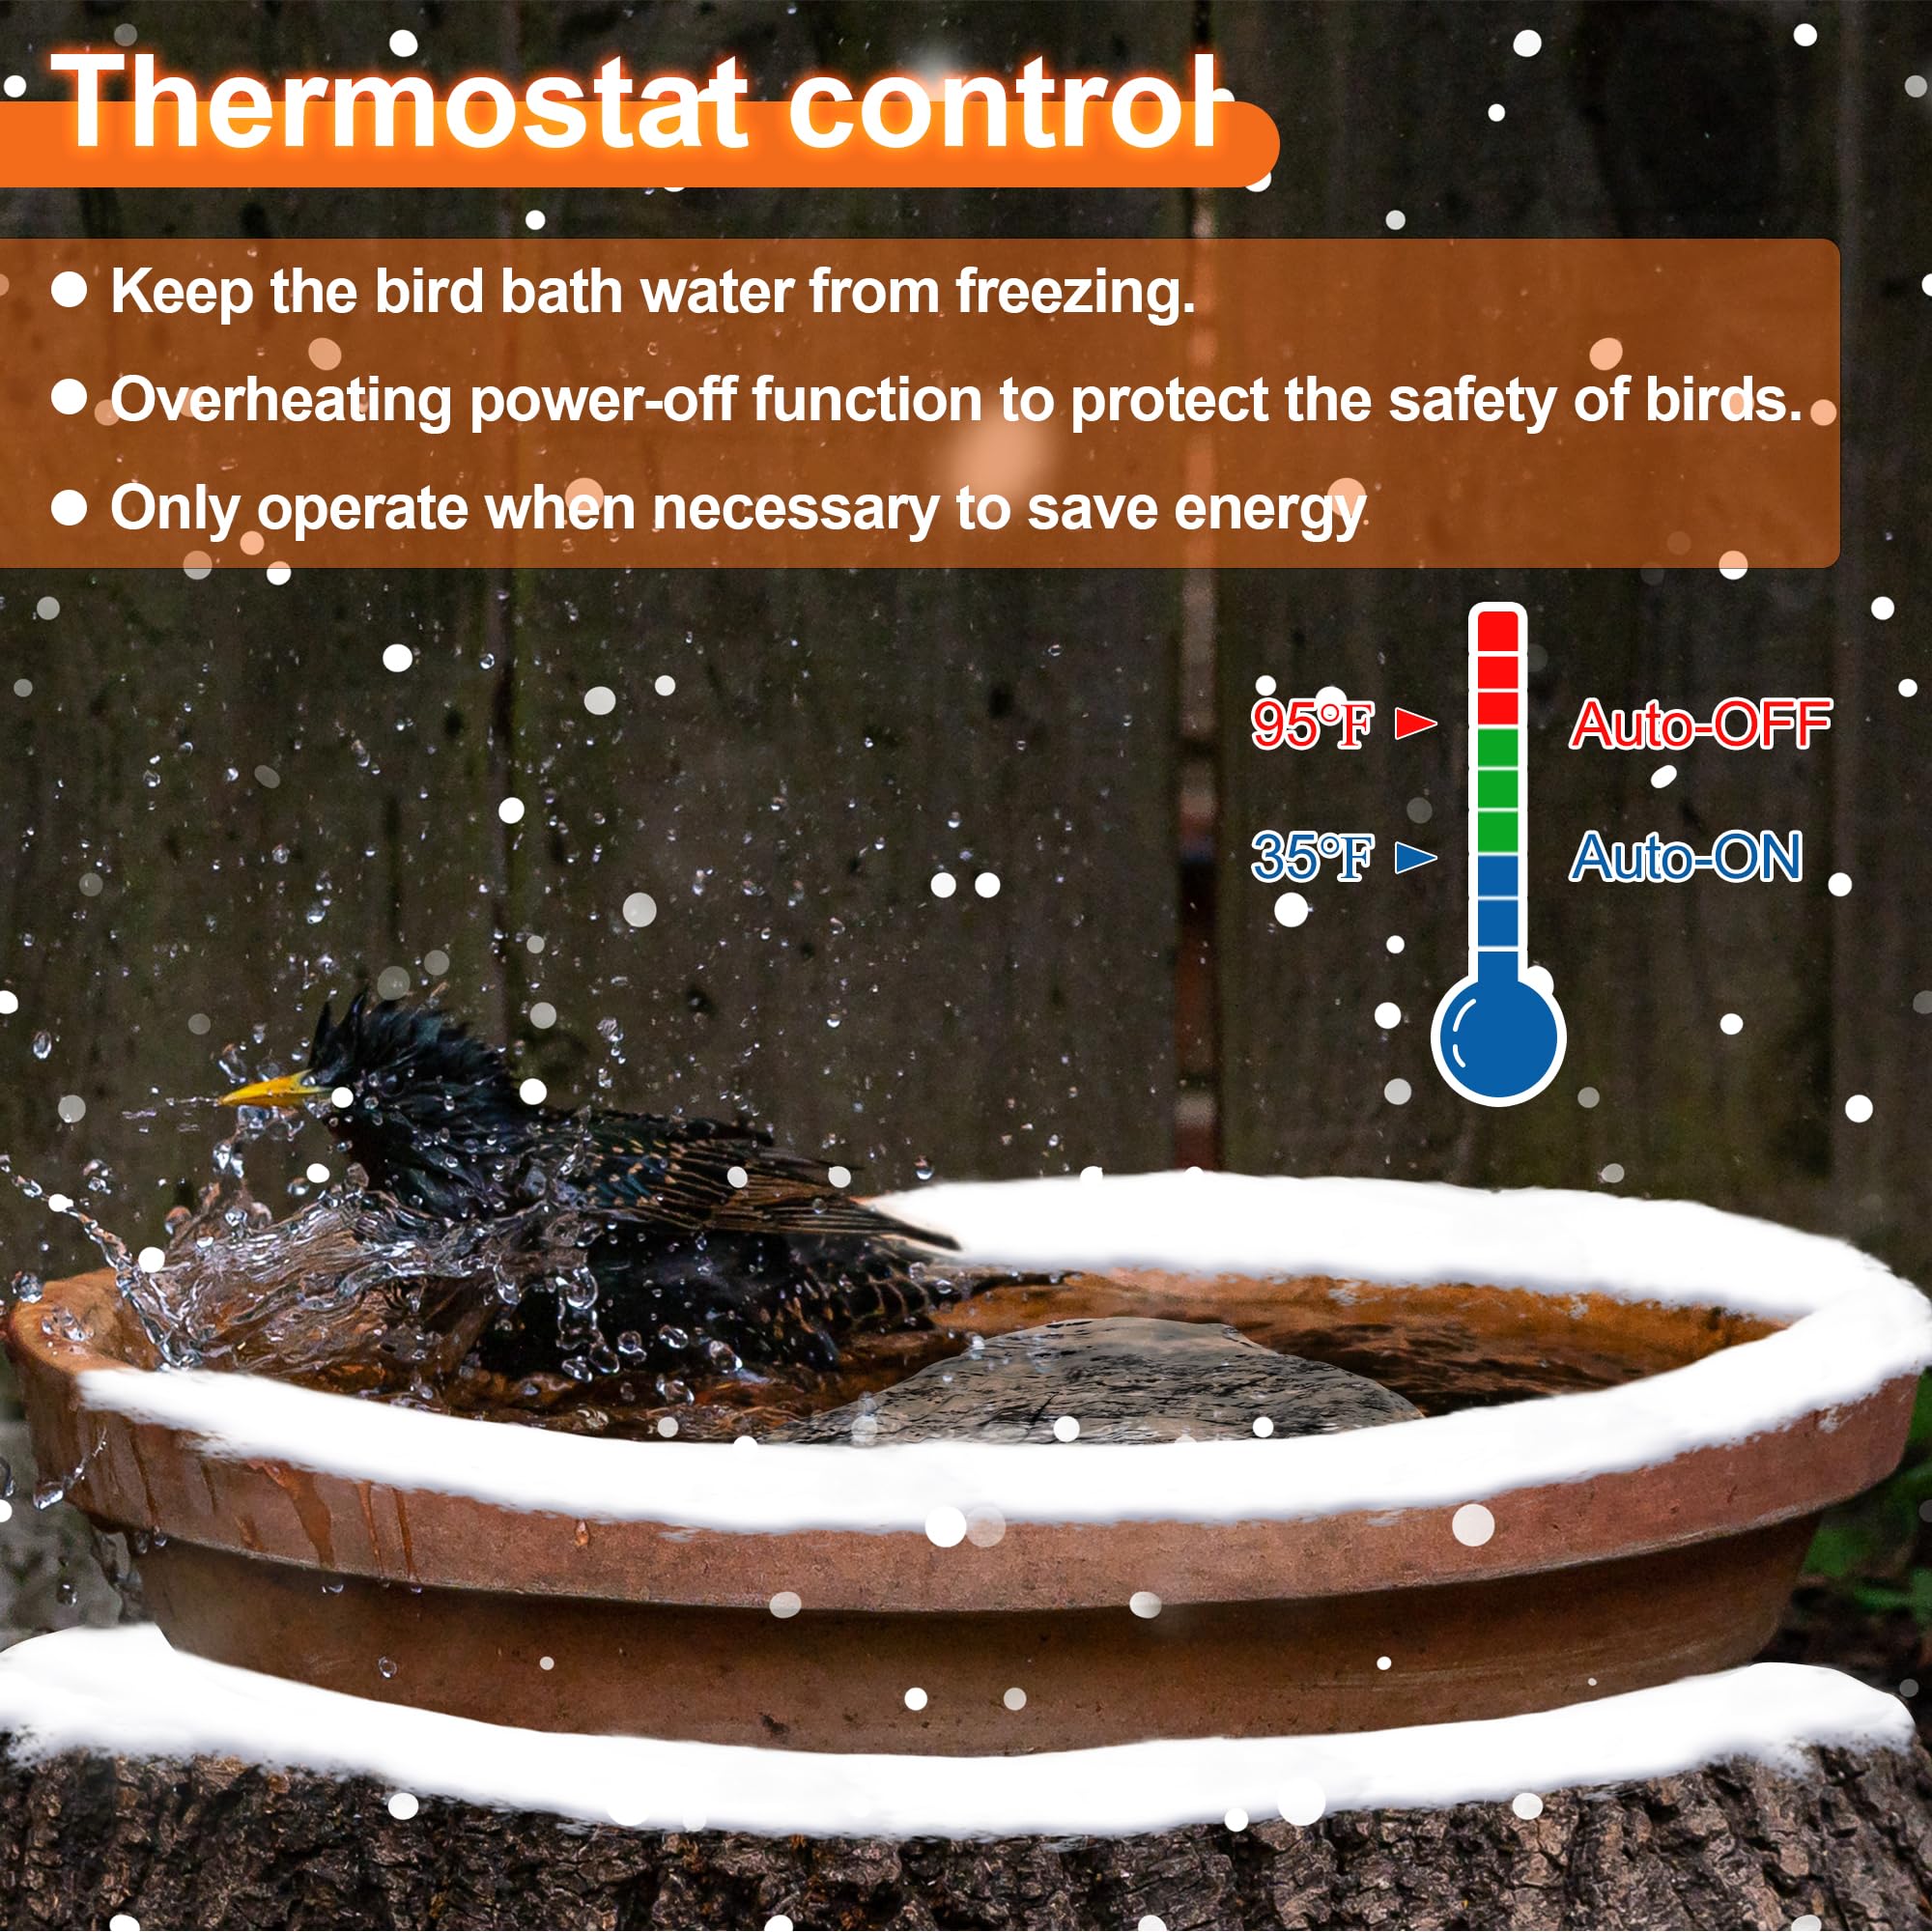 Thermostat control
● Keep the bird bath water from freezing.
● Overheating power-off function to protect the safety of birds.
● Only operate when necessary to save energy
95°F ▶ Auto-OFF
35°F ▶ Auto-ON